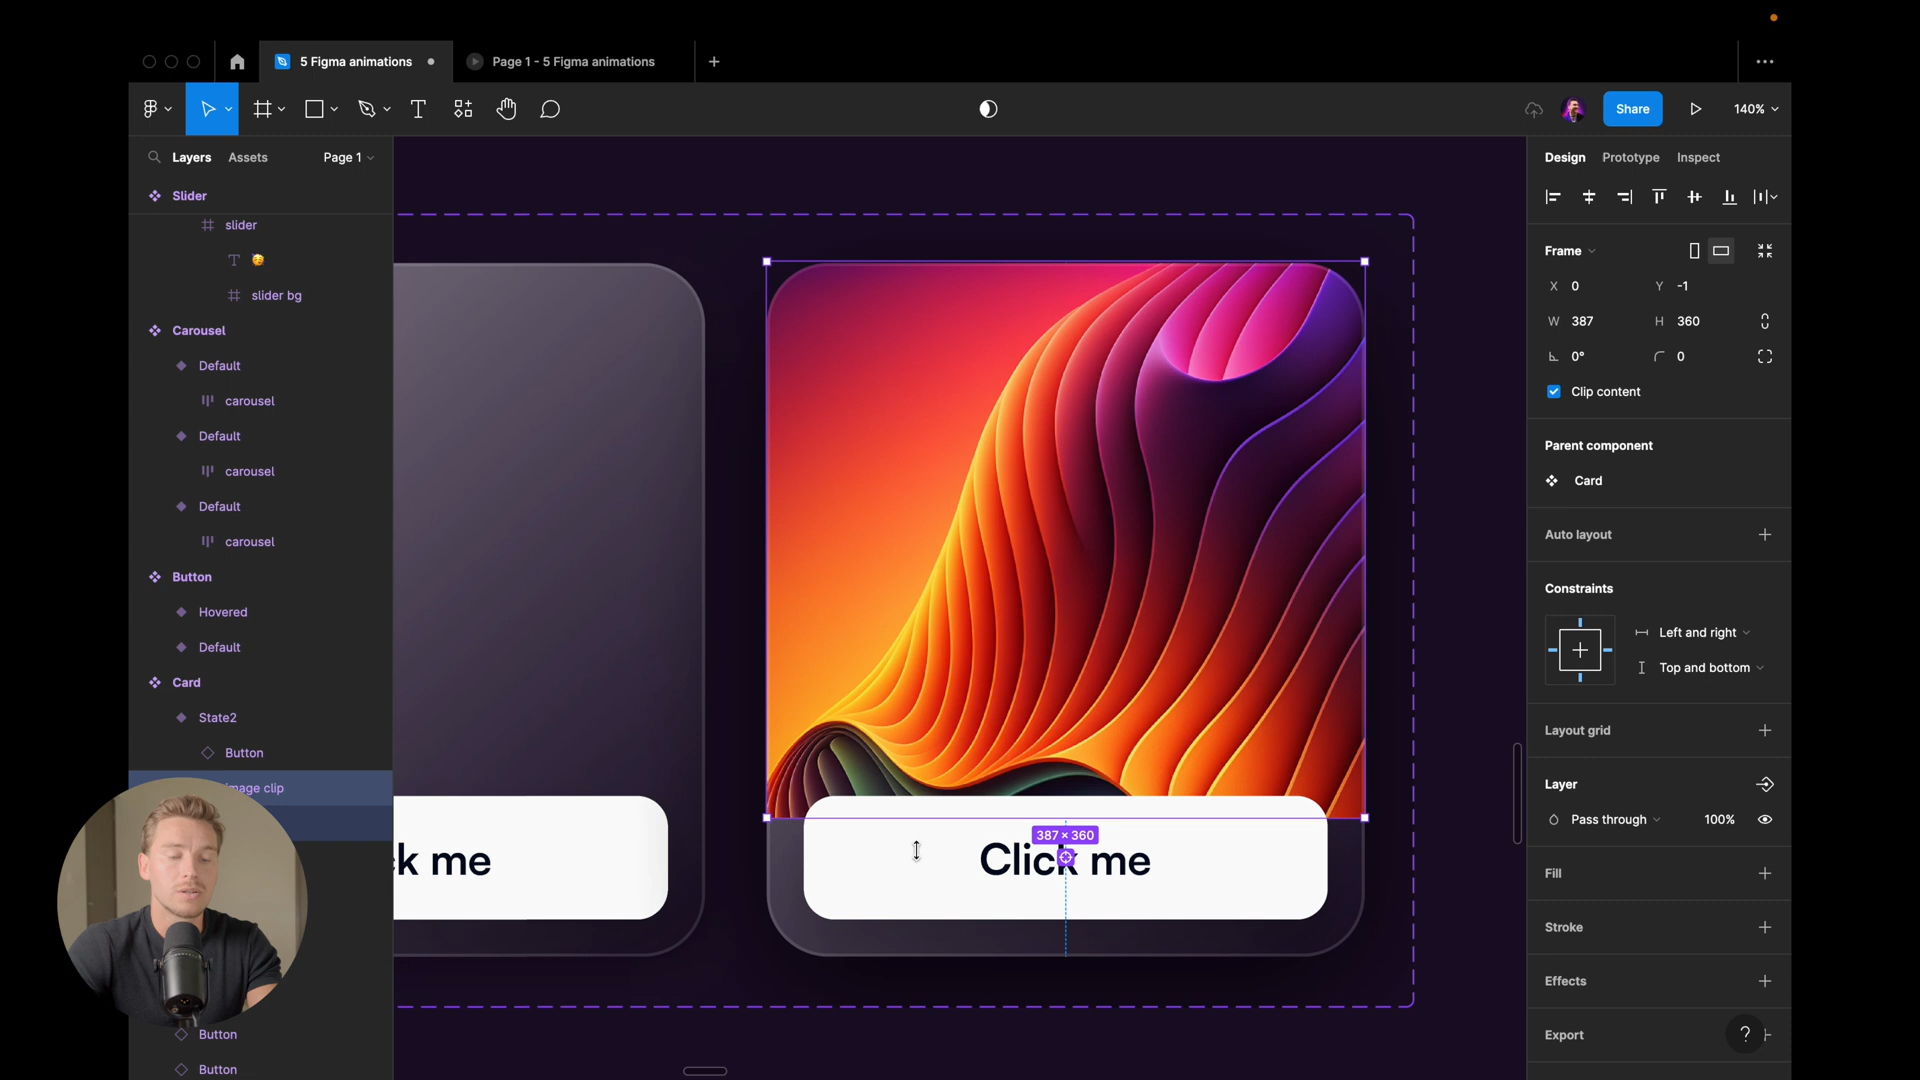 5 Figma animations
Page 1 - 5 Figma animations
Share
140%
Layers
Assets
Page 1
Slider
slider
slider bg
Carousel
Default
carousel
Default
carousel
Default
carousel
Button
Hovered
Default
Card
State2
Button
mage clip
Button
Button
ck me
Click me
387 × 360
Design
Prototype
Inspect
Frame
X 0
Y -1
W 387
H 360
0°
0
Clip content
Parent component
Card
Auto layout
Constraints
Left and right
Top and bottom
Layout grid
Layer
Pass through
100%
Fill
Stroke
Effects
Export
?